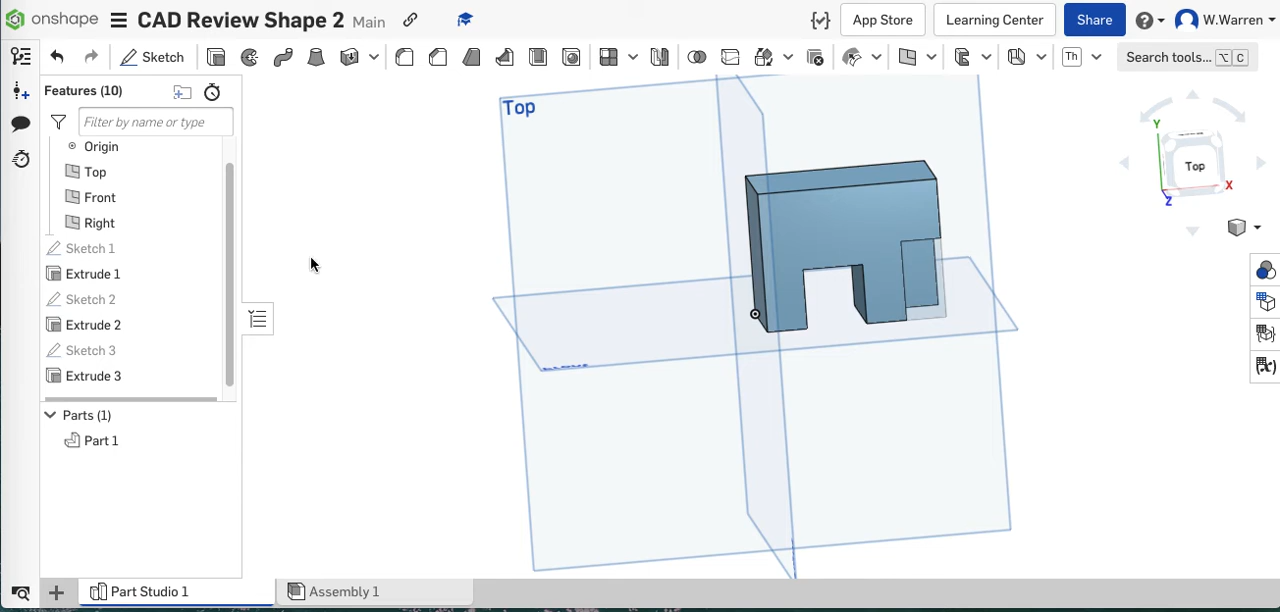 onshape CAD Review Shape 2 Main App Store Learning Center Share W.Warren
Sketch Th Search tools... ⌥ C
Features (10)
Filter by name or type
Origin
Top
Front
Right
Sketch 1
Extrude 1
Sketch 2
Extrude 2
Sketch 3
Extrude 3
Parts (1)
Part 1
Top
Y
Top
X
Z
Part Studio 1 Assembly 1